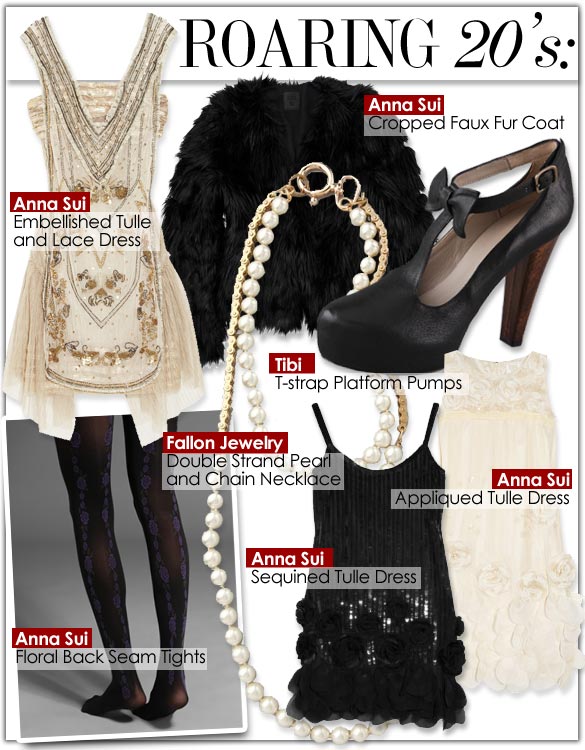 ROARING 20's:
Anna Sui
Cropped Faux Fur Coat
Anna Sui
Embellished Tulle
and Lace Dress
Tibi
T-strap Platform Pumps
Fallon Jewelry
Double Strand Pearl
and Chain Necklace
Anna Sui
Appliqued Tulle Dress
Anna Sui
Sequined Tulle Dress
Anna Sui
Floral Back Seam Tights